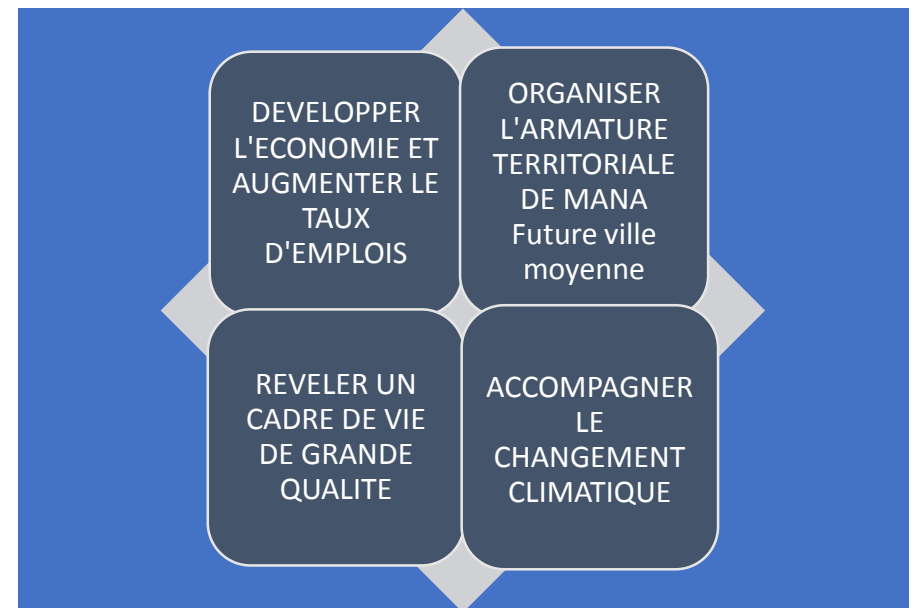 DEVELOPPER
L'ECONOMIE ET
AUGMENTER LE
TAUX
D'EMPLOIS
ORGANISER
L'ARMATURE
TERRITORIALE
DE MANA
Future ville
moyenne
REVELER UN
CADRE DE VIE
DE GRANDE
QUALITE
ACCOMPAGNER
LE
CHANGEMENT
CLIMATIQUE